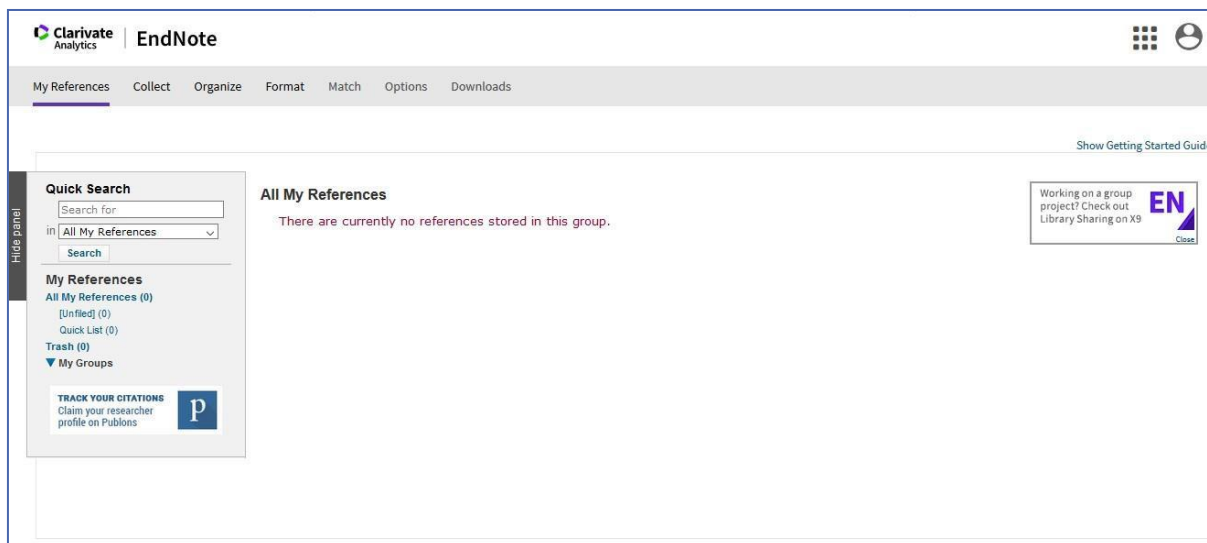 Clarivate
Analytics
EndNote
My References Collect Organize Format Match Options Downloads
Show Getting Started Guid
Hide panel
Quick Search
Search for
in All My References
Search
My References
All My References (0)
[Unfiled] (0)
Quick List (0)
Trash (0)
My Groups
TRACK YOUR CITATIONS
Claim your researcher
profile on Publons
P
All My References
There are currently no references stored in this group.
Working on a group
project? Check out
Library Sharing on X9
EN
Close